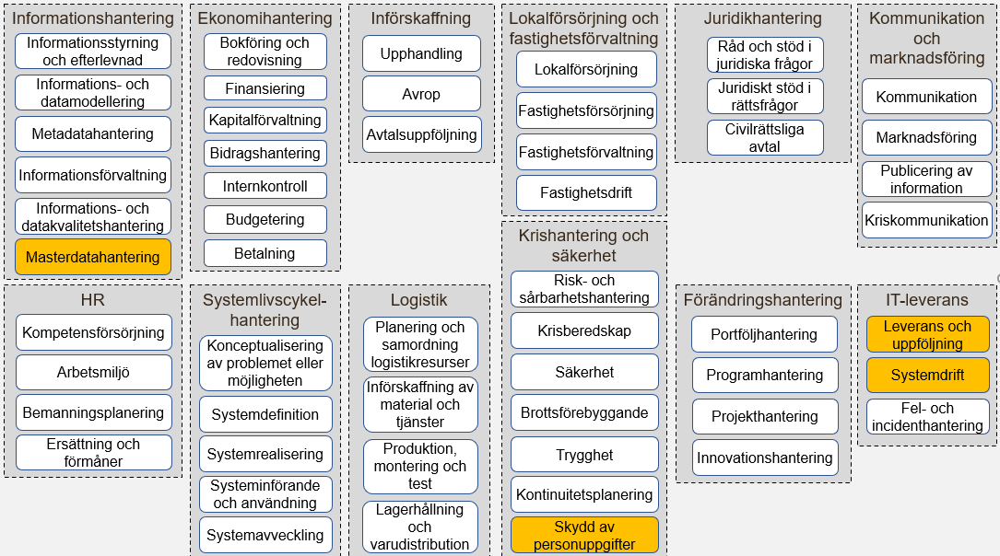 Informationshantering
Informationsstyrning
och efterlevnad
Informations- och
datamodellering
Metadatahantering
Informationsförvaltning
Informations- och
datakvalitetshantering
Masterdatahantering
Ekonomihantering
Bokföring och
redovisning
Finansiering
Kapitalförvaltning
Bidragshantering
Internkontroll
Budgetering
Betalning
Införskaffning
Upphandling
Avrop
Avtalsuppföljning
Lokalförsörjning och
fastighetsförvaltning
Lokalförsörjning
Fastighetsförsörjning
Fastighetsförvaltning
Fastighetsdrift
Juridikhantering
Råd och stöd i
juridiska frågor
Juridiskt stöd i
rättsfrågor
Civilrättsliga
avtal
Kommunikation
och
marknadsföring
Kommunikation
Marknadsföring
Publicering av
information
Kriskommunikation
HR
Kompetensförsörjning
Arbetsmiljö
Bemanningsplanering
Ersättning och
förmåner
Systemlivscykel-
hantering
Konceptualisering
av problemet eller
möjligheten
Systemdefinition
Systemrealisering
Systeminförande
och användning
Systemavveckling
Logistik
Planering och
samordning
logistikresurser
Införskaffning av
material och
tjänster
Produktion,
montering och
test
Lagerhållning
och
varudistribution
Krishantering och
säkerhet
Risk- och
sårbarhetshantering
Krisberedskap
Säkerhet
Brottsförebyggande
Trygghet
Kontinuitetsplanering
Skydd av
personuppgifter
Förändringshantering
Portföljhantering
Programhantering
Projekthantering
Innovationshantering
IT-leverans
Leverans och
uppföljning
Systemdrift
Fel- och
incidenthantering